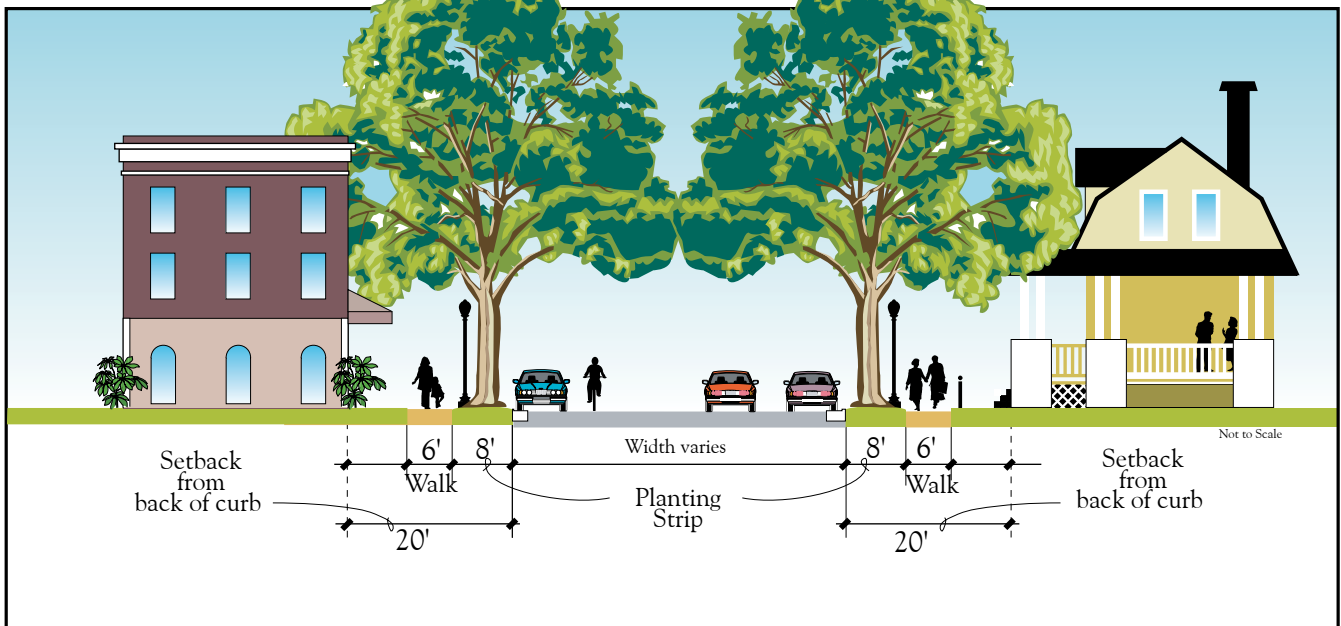 Not to Scale
6'
8'
Width varies
8'
6'
Setback
from
back of curb
Walk
Planting
Strip
Walk
Setback
from
back of curb
20'
20'